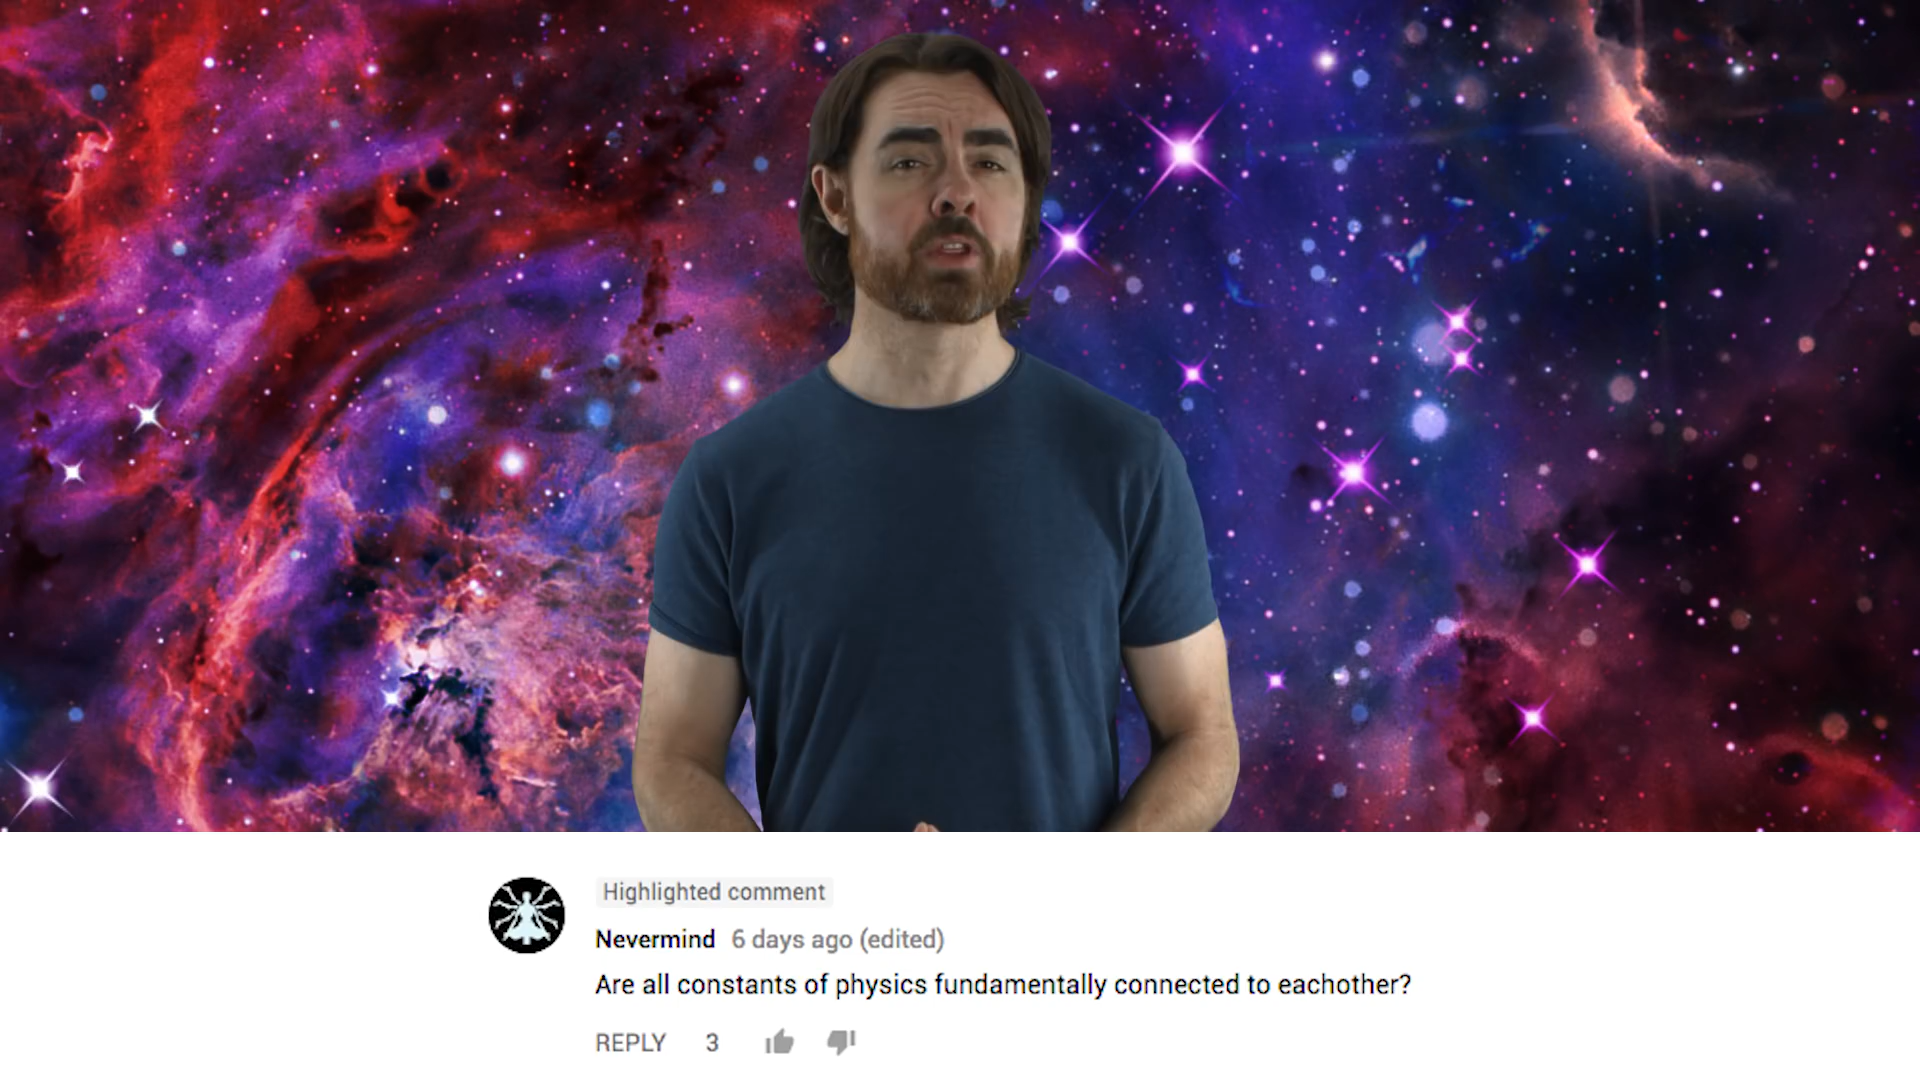 Highlighted comment
Nevermind 6 days ago (edited)
Are all constants of physics fundamentally connected to eachother?
REPLY 3